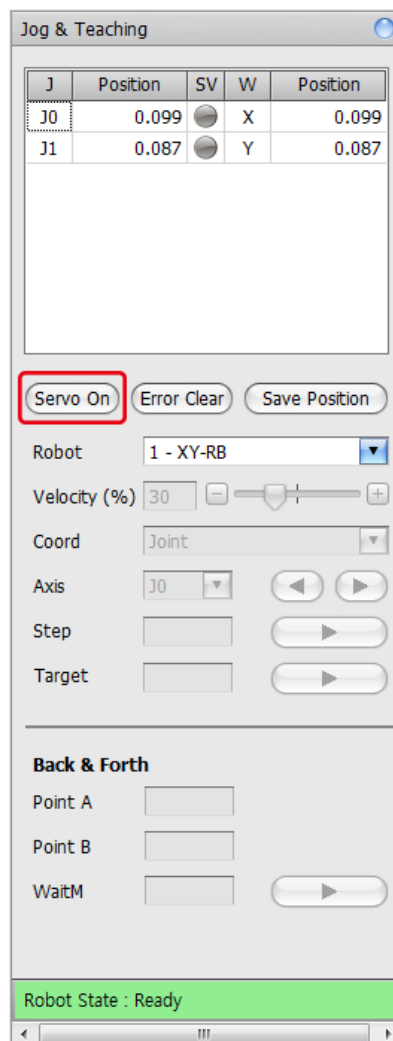 Jog & Teaching
J Position SV W Position
J0 0.099 X 0.099
J1 0.087 Y 0.087
Servo On Error Clear Save Position
Robot 1 - XY-RB
Velocity (%) 30
Coord Joint
Axis J0
Step
Target
Back & Forth
Point A
Point B
WaitM
Robot State : Ready